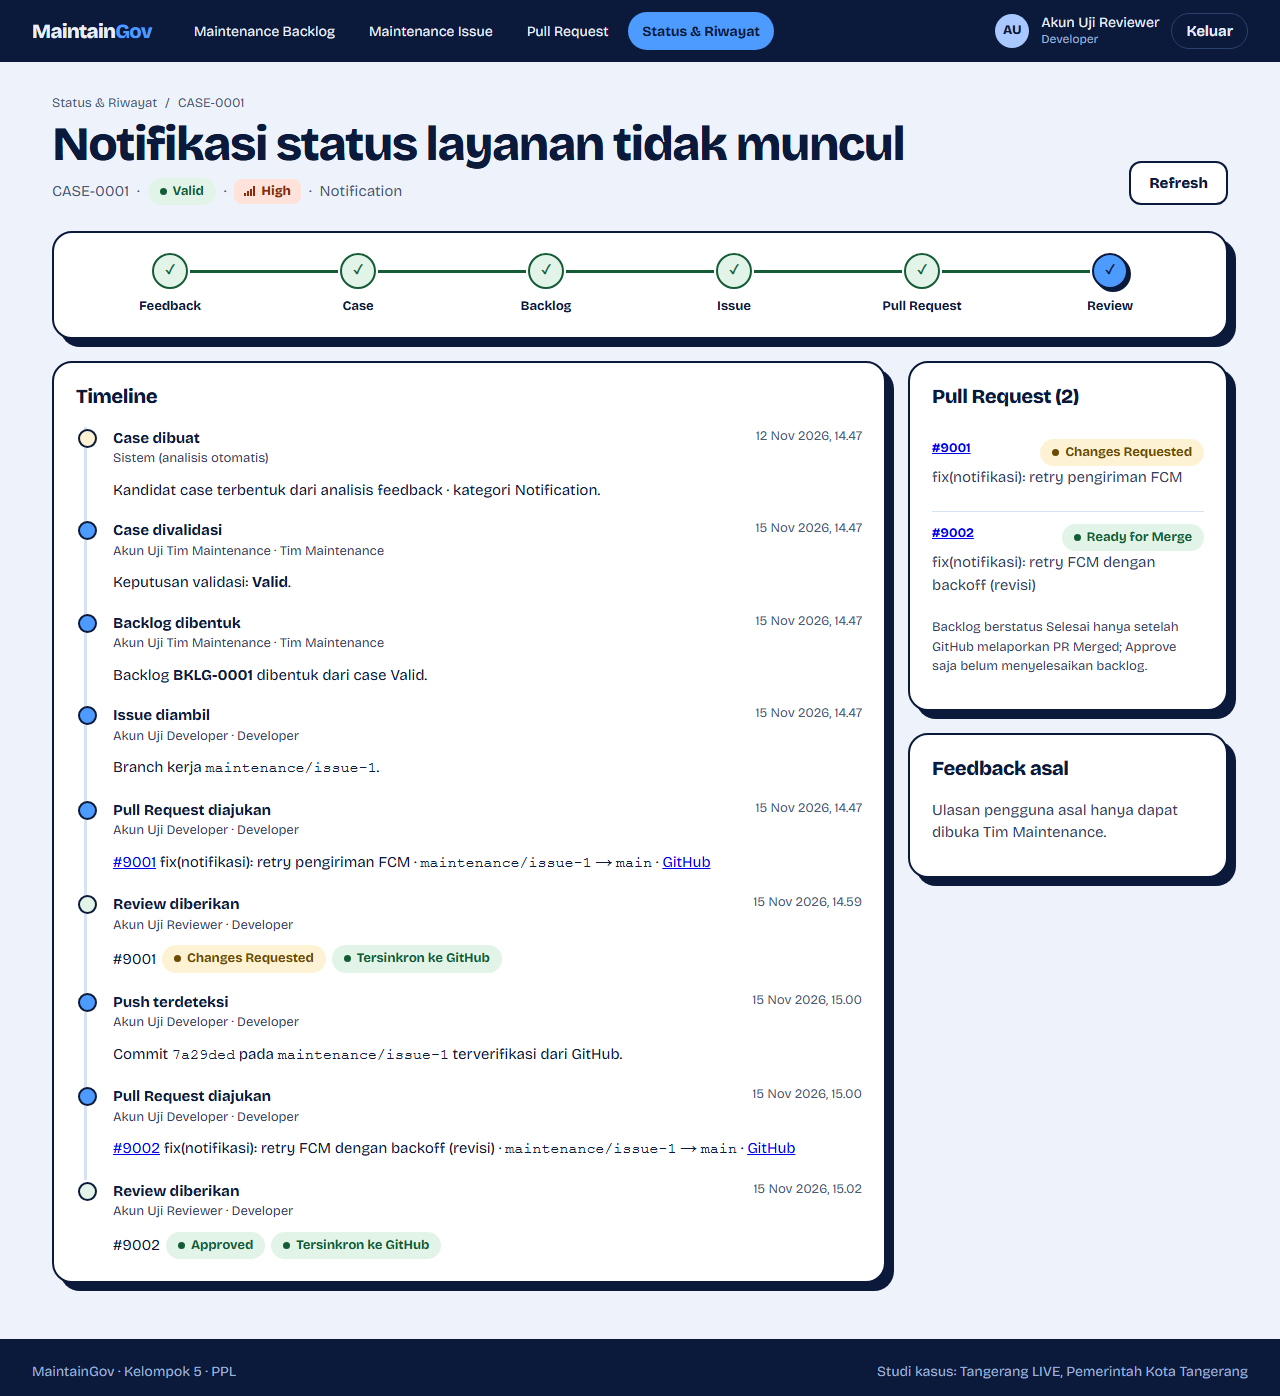 MaintainGov
Maintenance Backlog
Maintenance Issue
Pull Request
Status & Riwayat
AU
Akun Uji Reviewer
Developer
Keluar
Status & Riwayat / CASE-0001
Notifikasi status layanan tidak muncul
CASE-0001 · Valid · High · Notification
Refresh
Feedback
Case
Backlog
Issue
Pull Request
Review
Timeline
Case dibuat
12 Nov 2026, 14.47
Sistem (analisis otomatis)
Kandidat case terbentuk dari analisis feedback · kategori Notification.
Case divalidasi
15 Nov 2026, 14.47
Akun Uji Tim Maintenance · Tim Maintenance
Keputusan validasi: Valid.
Backlog dibentuk
15 Nov 2026, 14.47
Akun Uji Tim Maintenance · Tim Maintenance
Backlog BKLG-0001 dibentuk dari case Valid.
Issue diambil
15 Nov 2026, 14.47
Akun Uji Developer · Developer
Branch kerja maintenance/issue-1.
Pull Request diajukan
15 Nov 2026, 14.47
Akun Uji Developer · Developer
#9001 fix(notifikasi): retry pengiriman FCM · maintenance/issue-1 → main · GitHub
Review diberikan
15 Nov 2026, 14.59
Akun Uji Reviewer · Developer
#9001 Changes Requested Tersinkron ke GitHub
Push terdeteksi
15 Nov 2026, 15.00
Akun Uji Developer · Developer
Commit 7a29ded pada maintenance/issue-1 terverifikasi dari GitHub.
Pull Request diajukan
15 Nov 2026, 15.00
Akun Uji Developer · Developer
#9002 fix(notifikasi): retry FCM dengan backoff (revisi) · maintenance/issue-1 → main · GitHub
Review diberikan
15 Nov 2026, 15.02
Akun Uji Reviewer · Developer
#9002 Approved Tersinkron ke GitHub
Pull Request (2)
#9001 Changes Requested
fix(notifikasi): retry pengiriman FCM
#9002 Ready for Merge
fix(notifikasi): retry FCM dengan
backoff (revisi)
Backlog berstatus Selesai hanya setelah
GitHub melaporkan PR Merged; Approve
saja belum menyelesaikan backlog.
Feedback asal
Ulasan pengguna asal hanya dapat
dibuka Tim Maintenance.
MaintainGov · Kelompok 5 · PPL
Studi kasus: Tangerang LIVE, Pemerintah Kota Tangerang